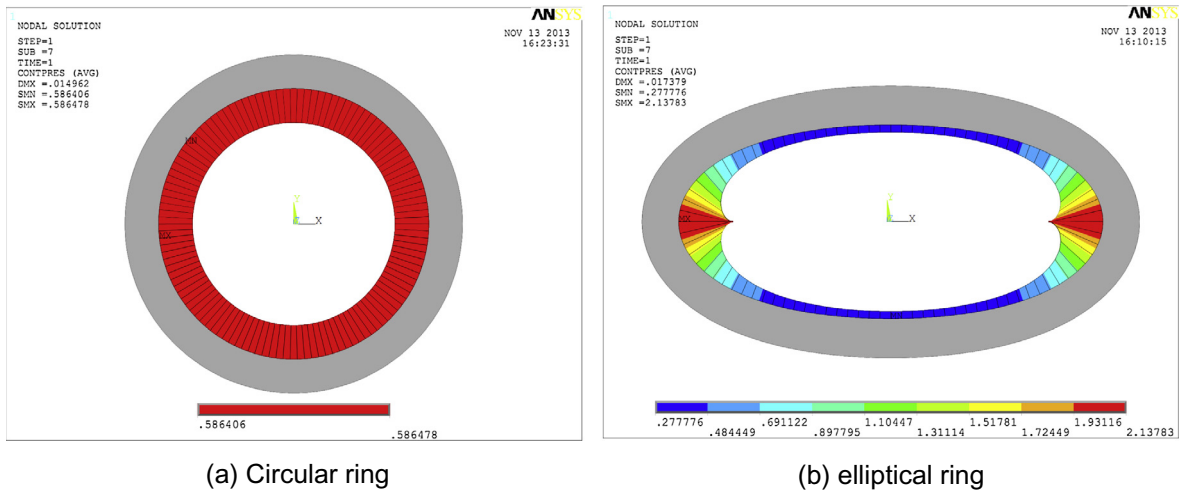 1
ANSYS
NODAL SOLUTION
NOV 13 2013
16:23:31
STEP=1
SUB =7
TIME=1
CONTPRES (AVG)
DMX =.014962
SMN =.586406
SMX =.586478
MN
Y
Z X
MX
.586406
.586478
(a) Circular ring
1
ANSYS
NODAL SOLUTION
NOV 13 2013
16:10:15
STEP=1
SUB =7
TIME=1
CONTPRES (AVG)
DMX =.017379
SMN =.277776
SMX =2.13783
Y
MX Z X
MN
.277776 .691122 1.10447 1.51781 1.93116
.484449 .897795 1.31114 1.72449 2.13783
(b) elliptical ring